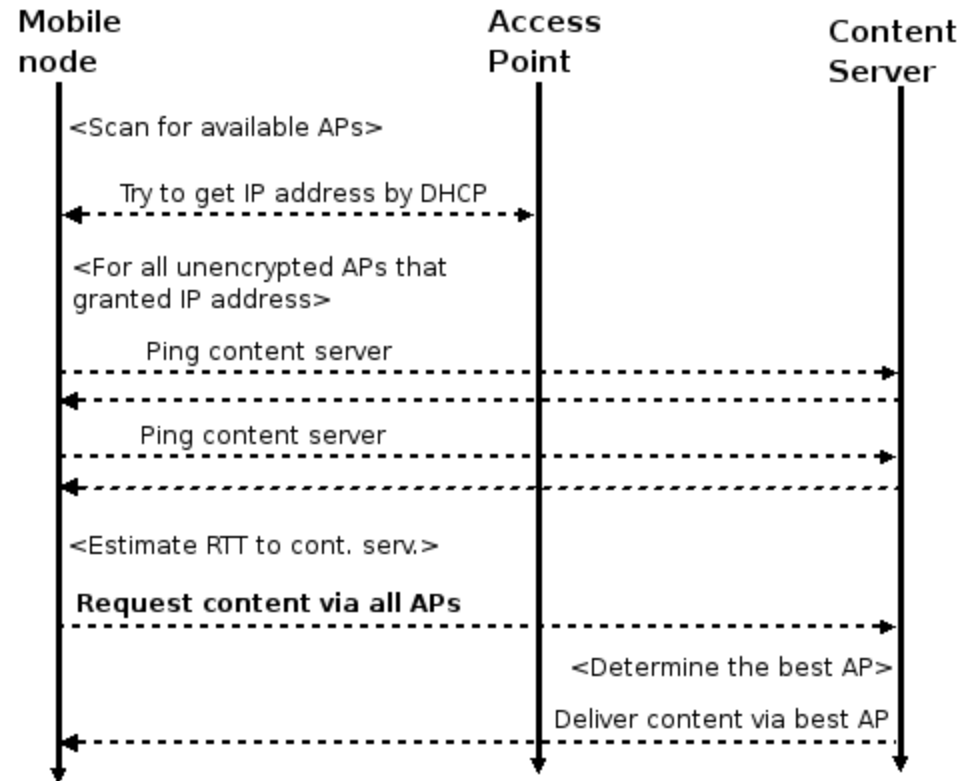 Mobile
node
Access
Point
Content
Server
<Scan for available APs>
Try to get IP address by DHCP
<For all unencrypted APs that
granted IP address>
Ping content server
Ping content server
<Estimate RTT to cont. serv.>
Request content via all APs
<Determine the best AP>
Deliver content via best AP